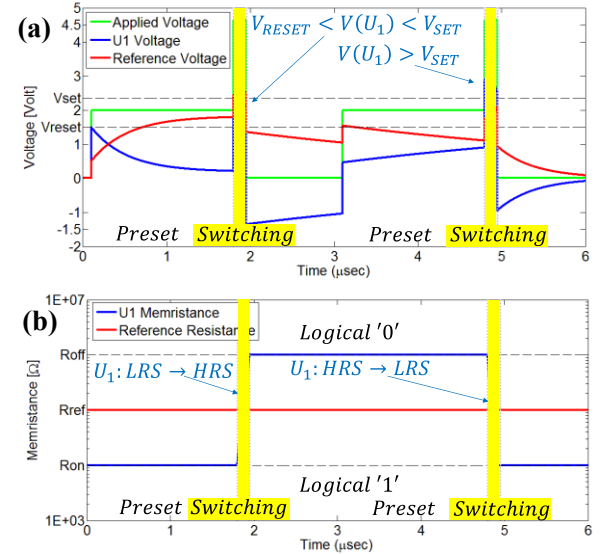 (a)
Applied Voltage
U1 Voltage
Reference Voltage
V_RESET < V(U_1) < V_SET
V(U_1) > V_SET
Voltage [Volt]
5
4.5
4
3
Vset
2
Vreset
1
0
-1
-1.5
2
Preset Switching Preset Switching
0 1 2 3 4 5 6
Time (μsec)
(b)
U1 Memristance
Reference Resistance
Logical '0'
U_1: LRS → HRS
U_1: HRS → LRS
Memristance [Ω]
1E+07
Roff
Rref
Ron
1E+03
Logical '1'
Preset Switching Preset Switching
0 1 2 3 4 5 6
Time (μsec)